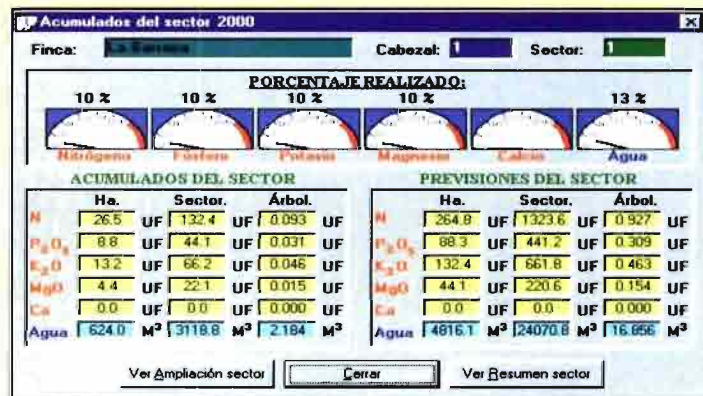 Acumulados del sector 2000
Finca: La Barraca Cabezal: 1 Sector: 1
PORCENTAJE REALIZADO:
10 % 10 % 10 % 10 % 13 %
Nitrógeno Fósforo Potasio Magnesio Calcio Agua
ACUMULADOS DEL SECTOR PREVISIONES DEL SECTOR
Ha. Sector. Árbol. Ha. Sector. Árbol.
N 26.5 UF 132.4 UF 0.093 UF N 264.8 UF 1323.6 UF 0.927 UF
P2O5 8.8 UF 44.1 UF 0.031 UF P2O5 88.3 UF 441.2 UF 0.309 UF
K2O 13.2 UF 66.2 UF 0.046 UF K2O 132.4 UF 661.8 UF 0.463 UF
MgO 4.4 UF 22.1 UF 0.015 UF MgO 44.1 UF 220.6 UF 0.154 UF
Ca 0.0 UF 0.0 UF 0.000 UF Ca 0.0 UF 0.0 UF 0.000 UF
Agua 624.0 M³ 3118.8 M³ 2.184 M³ Agua 4816.1 M³ 24070.8 M³ 16.856 M³
Ver Ampliación sector Cerrar Ver Resumen sector